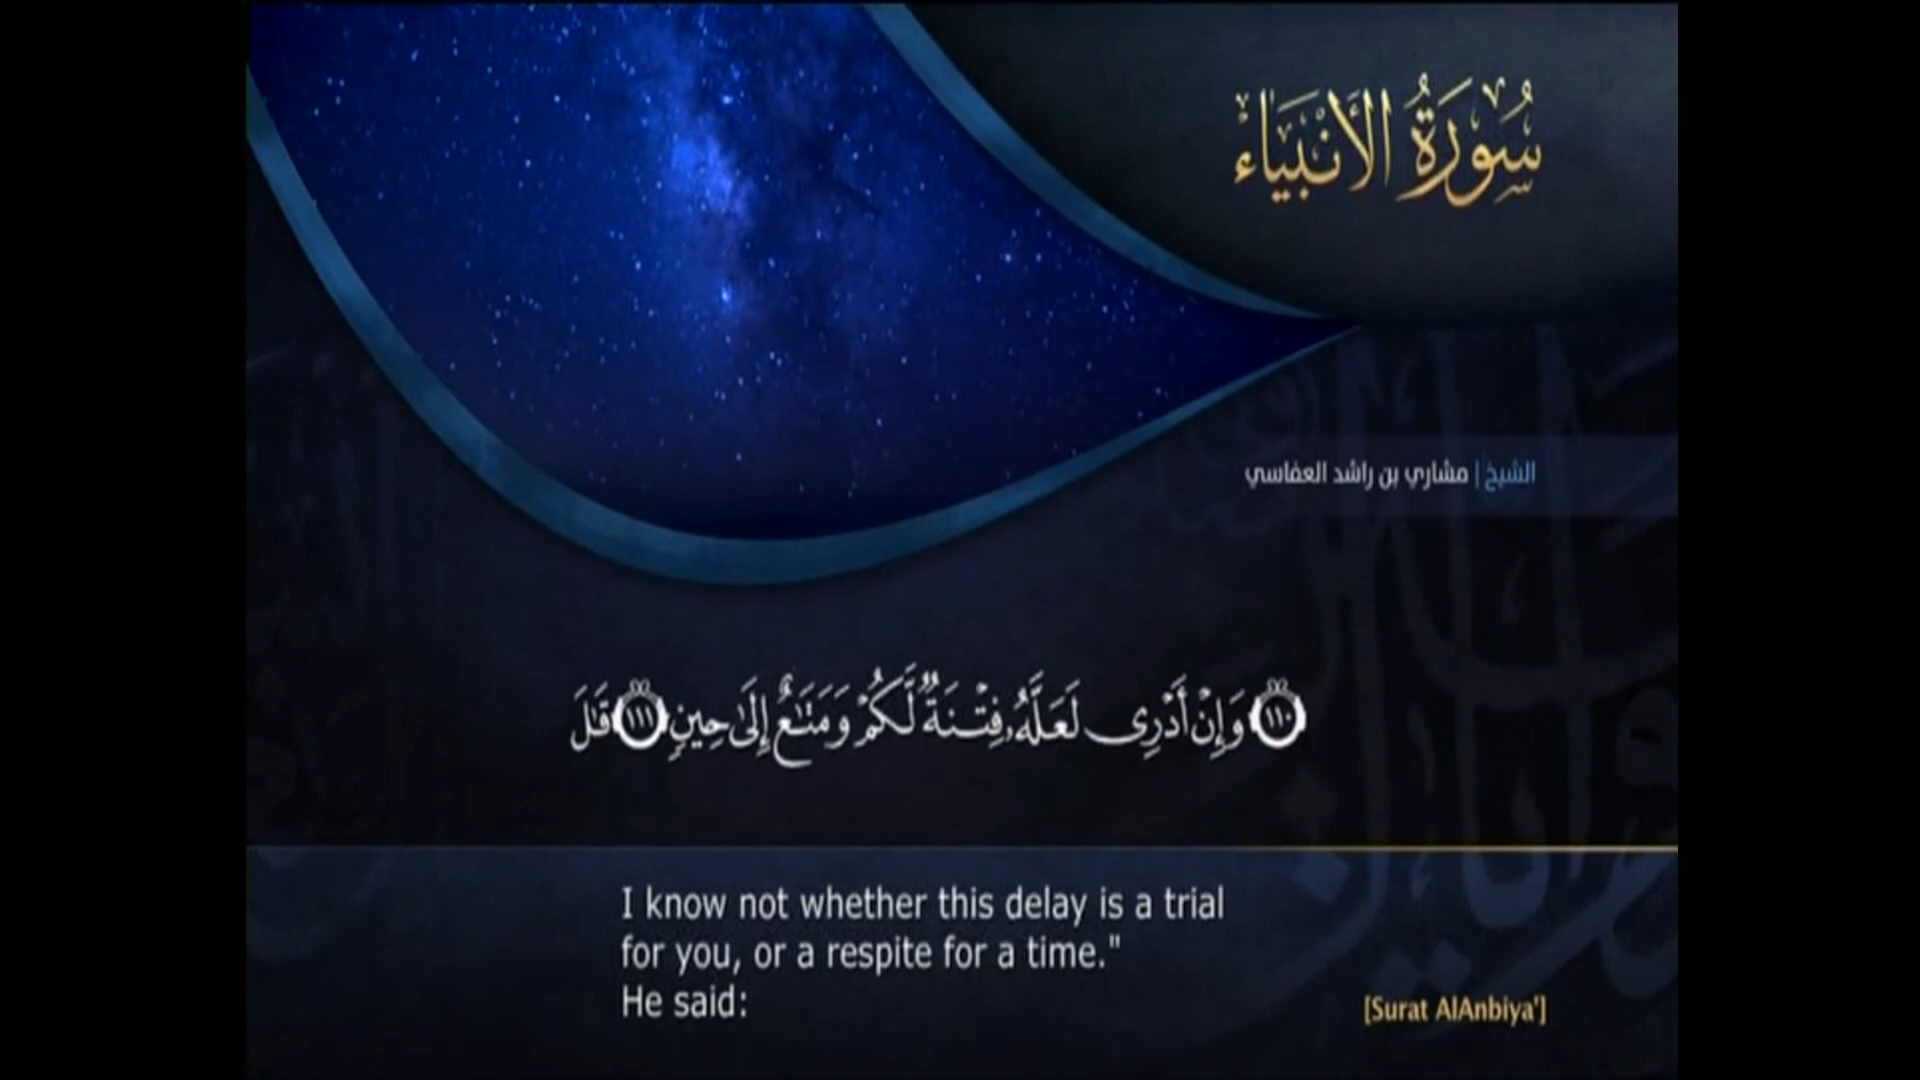 سُورَةُ الأَنْبِيَاءِ
الشيخ | مشاري بن راشد العفاسي
١١٠ وَإِنْ أَدْرِى لَعَلَّهُۥ فِتْنَةٌ لَّكُمْ وَمَتَـٰعٌ إِلَىٰ حِينٍ ١١١ قَـٰلَ
I know not whether this delay is a trial
for you, or a respite for a time."
He said:
[Surat AlAnbiya']